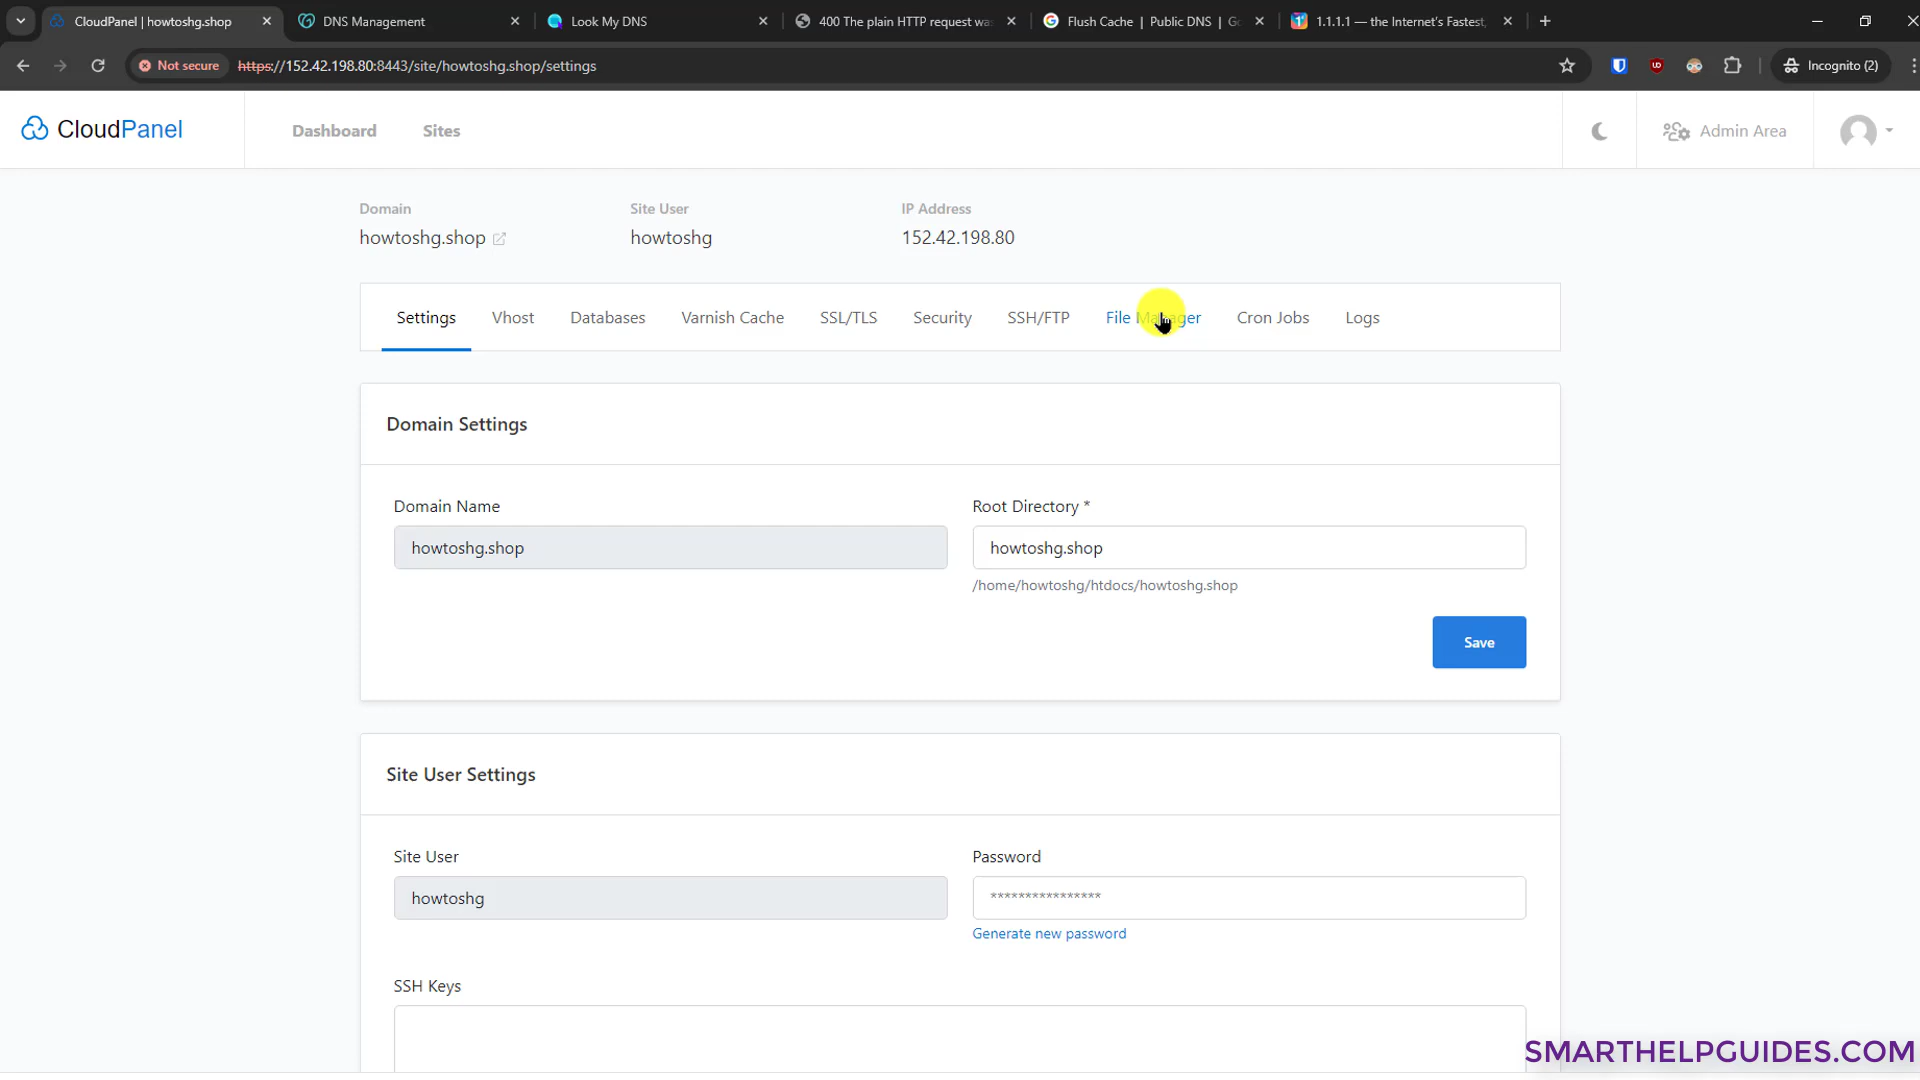 CloudPanel | howtoshg.shop
DNS Management
Look My DNS
400 The plain HTTP request wa
Flush Cache | Public DNS | Go
1.1.1.1 — the Internet's Fastest,
Not secure
https://152.42.198.80:8443/site/howtoshg.shop/settings
Incognito (2)
CloudPanel
Dashboard
Sites
Admin Area
Domain
Site User
IP Address
howtoshg.shop
howtoshg
152.42.198.80
Settings
Vhost
Databases
Varnish Cache
SSL/TLS
Security
SSH/FTP
File Manager
Cron Jobs
Logs
Domain Settings
Domain Name
Root Directory *
howtoshg.shop
howtoshg.shop
/home/howtoshg/htdocs/howtoshg.shop
Save
Site User Settings
Site User
Password
howtoshg
****************
Generate new password
SSH Keys
SMARTHELPGUIDES.COM